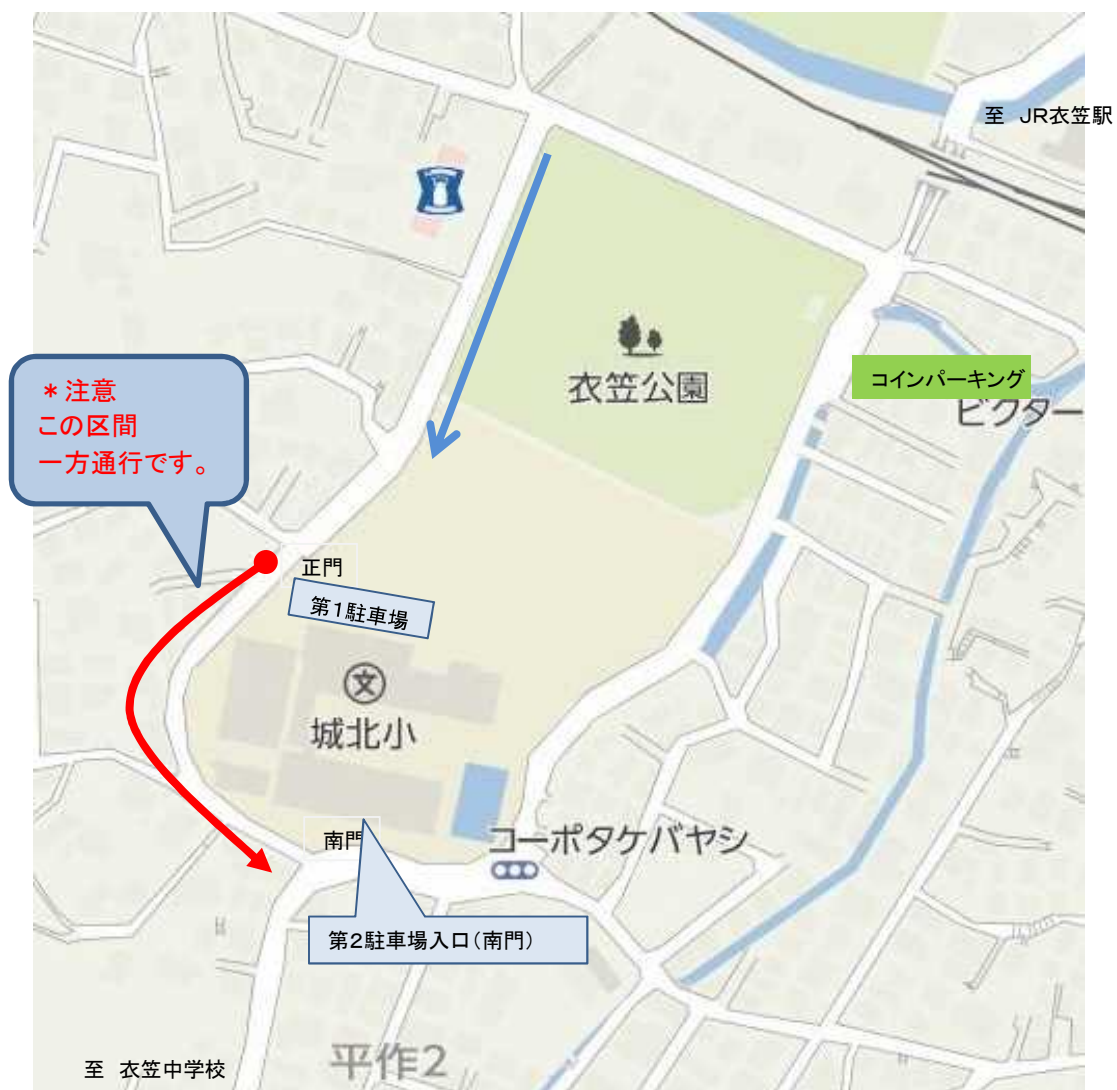 至 JR衣笠駅
コインパーキング
衣笠公園
ビクター
*注意
この区間
一方通行です。
正門
第1駐車場
文
城北小
南門
コーポタケバヤシ
第2駐車場入口(南門)
平作2
至 衣笠中学校